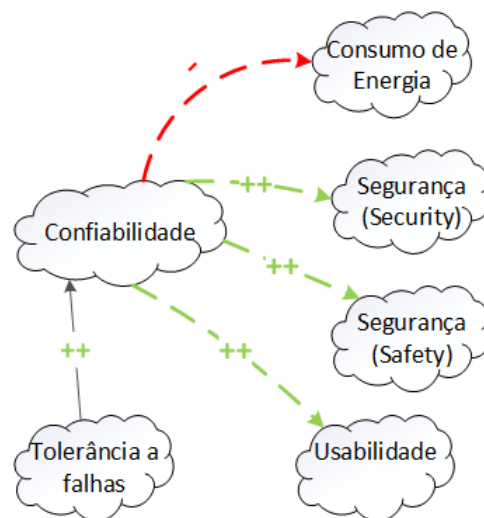 Consumo de
Energia
-
++
Segurança
(Security)
Confiabilidade
++
Segurança
(Safety)
++
++
Tolerância a
falhas
Usabilidade